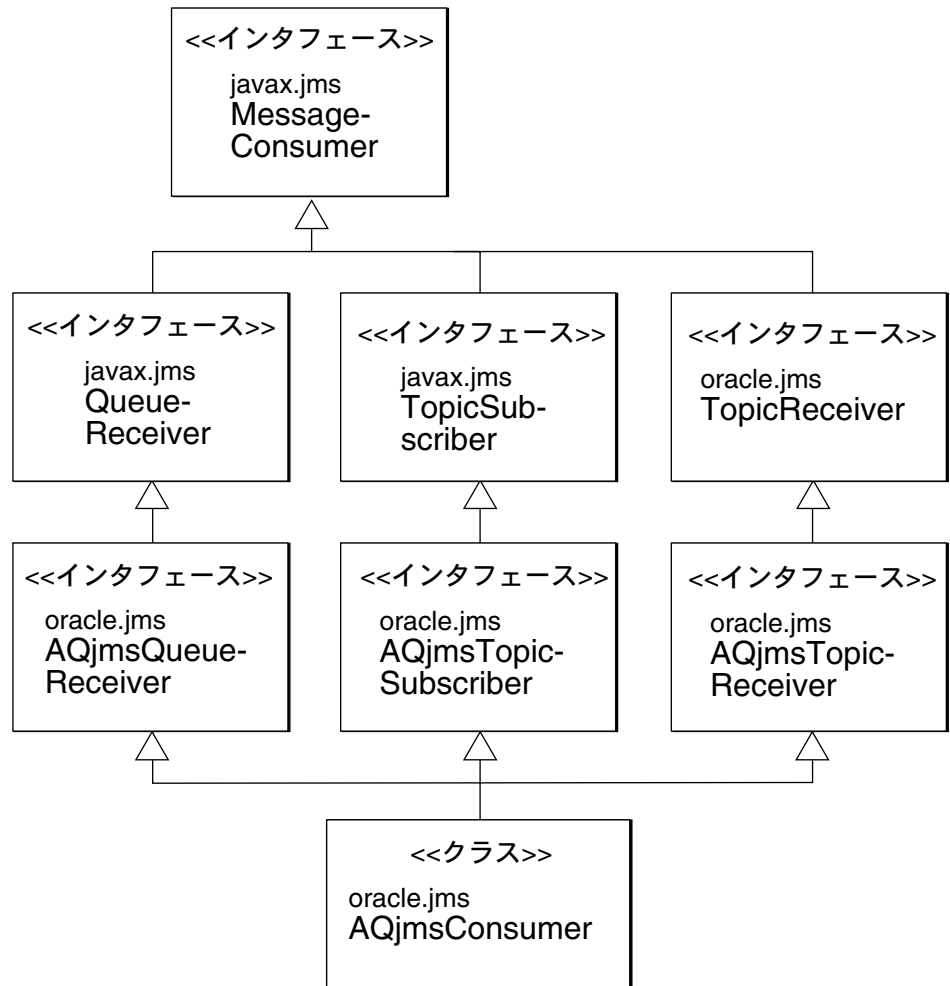 <<インタフェース>>
javax.jms
Message-
Consumer
<<インタフェース>>
javax.jms
Queue-
Receiver
<<インタフェース>>
javax.jms
TopicSub-
scriber
<<インタフェース>>
oracle.jms
TopicReceiver
<<インタフェース>>
oracle.jms
AQjmsQueue-
Receiver
<<インタフェース>>
oracle.jms
AQjmsTopic-
Subscriber
<<インタフェース>>
oracle.jms
AQjmsTopic-
Receiver
<<クラス>>
oracle.jms
AQjmsConsumer